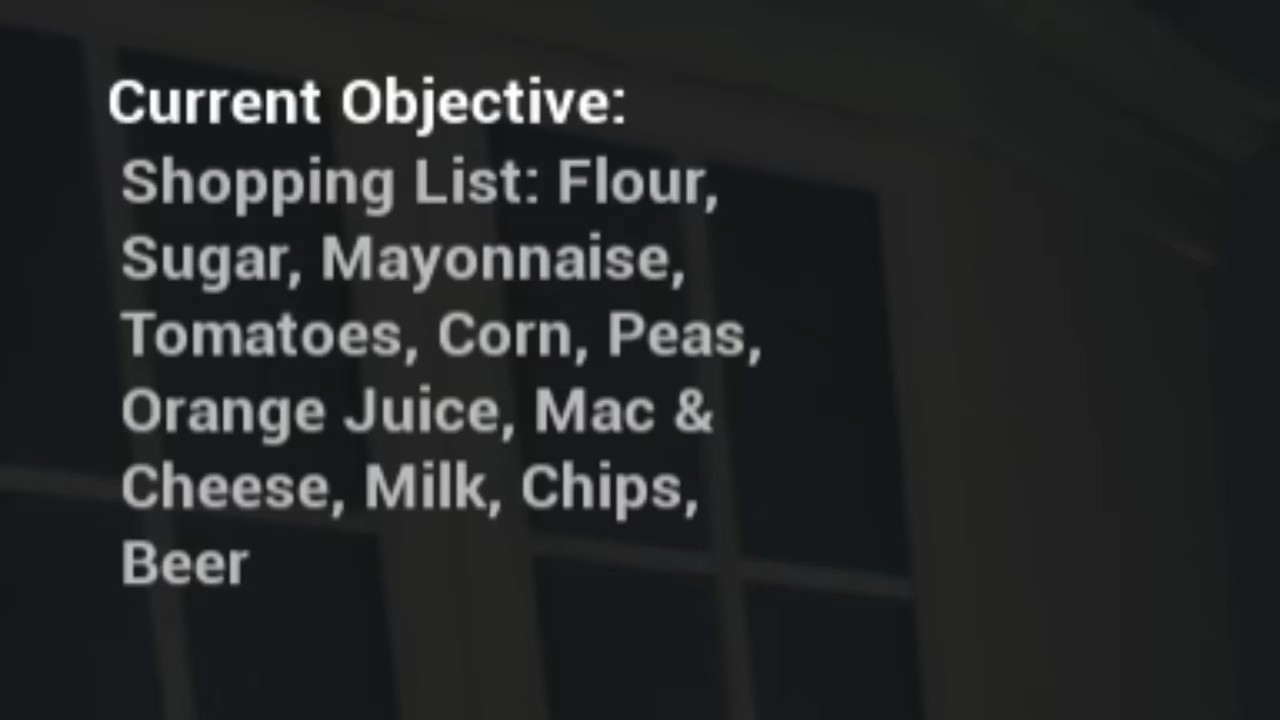 Current Objective:
Shopping List: Flour,
Sugar, Mayonnaise,
Tomatoes, Corn, Peas,
Orange Juice, Mac &
Cheese, Milk, Chips,
Beer